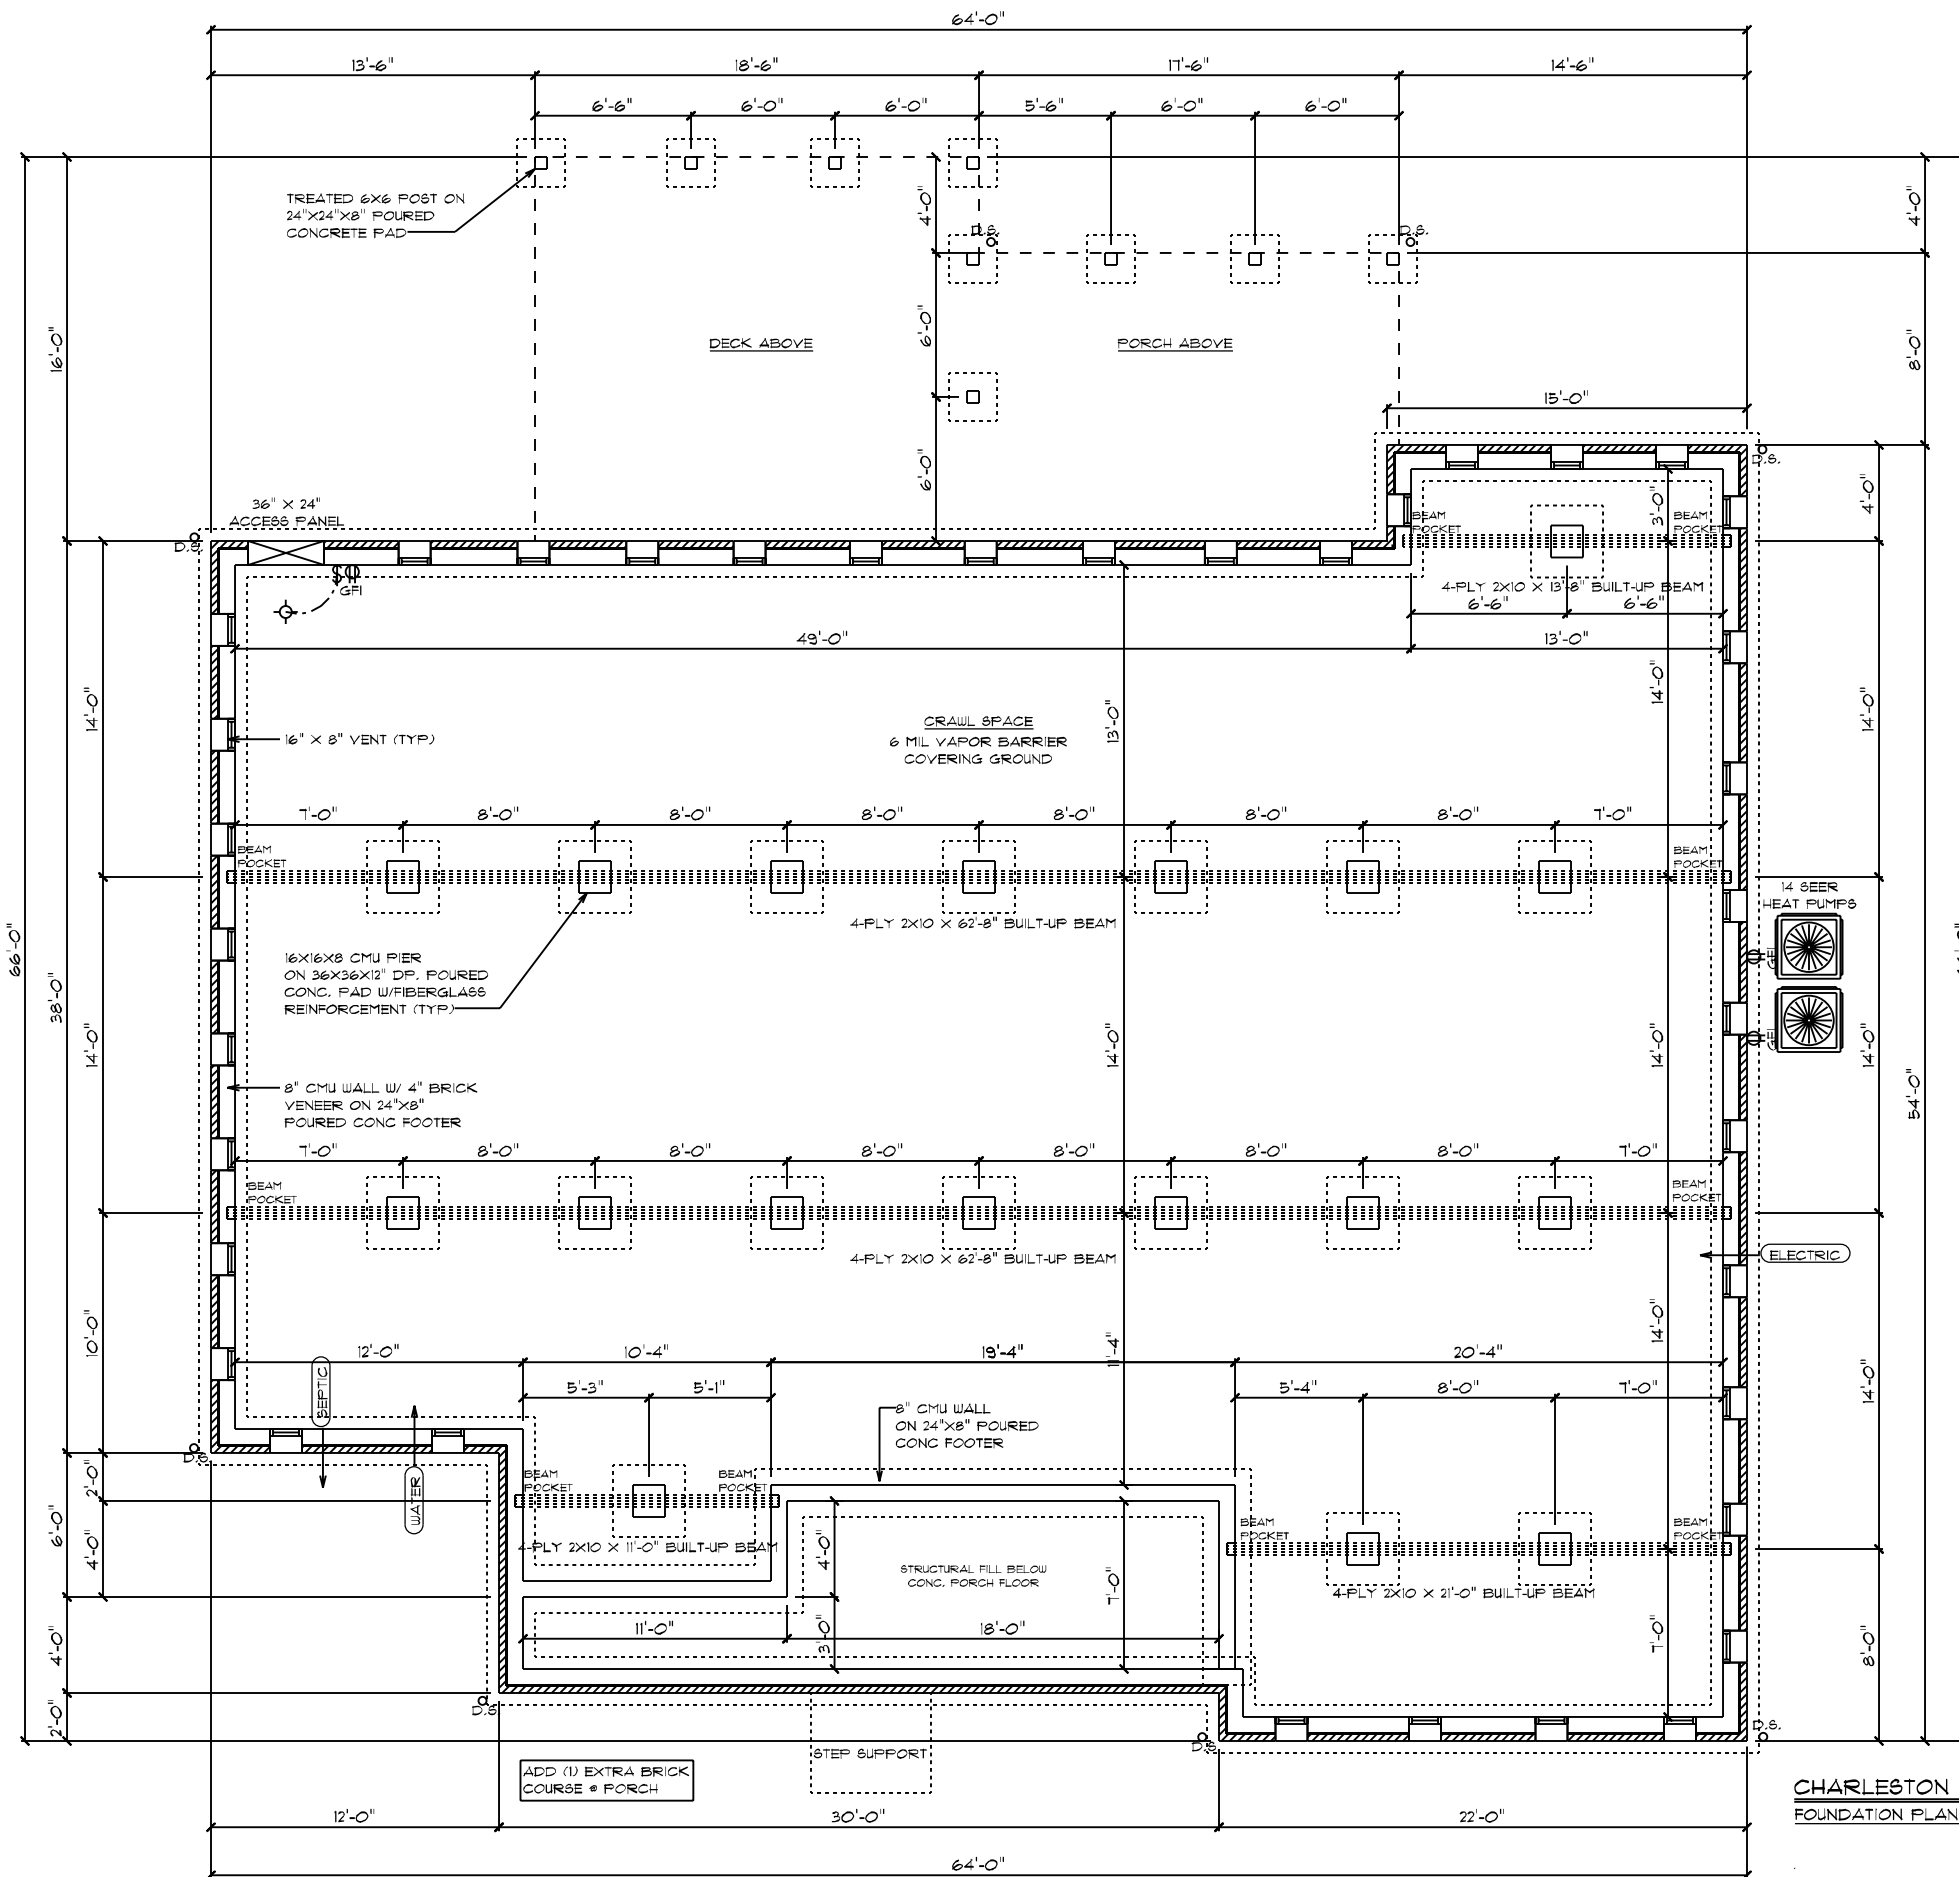 64'-0"
13'-6" 18'-6" 17'-6" 14'-6"
6'-6" 6'-0" 6'-0" 5'-6" 6'-0" 6'-0"
TREATED 6X6 POST ON
24"X24"X8" POURED
CONCRETE PAD
4'-0"
4'-0"
D.S.
D.S.
16'-0"
6'-0"
8'-0"
DECK ABOVE
PORCH ABOVE
15'-0"
6'-0"
D.S.
36" X 24"
ACCESS PANEL
D.S.
GFI
3'-0"
4'-0"
BEAM
POCKET
BEAM
POCKET
4-PLY 2X10 X 13'-8" BUILT-UP BEAM
6'-6" 6'-6"
49'-0" 13'-0"
14'-0"
13'-0"
14'-0"
14'-0"
CRAWL SPACE
6 MIL VAPOR BARRIER
COVERING GROUND
16" X 8" VENT (TYP)
7'-0" 8'-0" 8'-0" 8'-0" 8'-0" 8'-0" 8'-0" 7'-0"
BEAM
POCKET
BEAM
POCKET
4-PLY 2X10 X 62'-8" BUILT-UP BEAM
14 SEER
HEAT PUMPS
GFI
GFI
66'-0"
38'-0"
16X16X8 CMU PIER
ON 36X36X12" DP. POURED
CONC. PAD W/FIBERGLASS
REINFORCEMENT (TYP)
14'-0"
14'-0"
14'-0"
14'-0"
54'-0"
8" CMU WALL W/ 4" BRICK
VENEER ON 24"X8"
POURED CONC FOOTER
7'-0" 8'-0" 8'-0" 8'-0" 8'-0" 8'-0" 8'-0" 7'-0"
BEAM
POCKET
BEAM
POCKET
4-PLY 2X10 X 62'-8" BUILT-UP BEAM
ELECTRIC
10'-0"
11'-4"
14'-0"
14'-0"
12'-0" 10'-4" 19'-4" 20'-4"
5'-3" 5'-1" 5'-4" 8'-0" 7'-0"
SEPTIC
WATER
8" CMU WALL
ON 24"X8" POURED
CONC FOOTER
D.S.
2'-0"
6'-0"
4'-0"
BEAM
POCKET
BEAM
POCKET
4-PLY 2X10 X 11'-0" BUILT-UP BEAM
4'-0"
STRUCTURAL FILL BELOW
CONC. PORCH FLOOR
7'-0"
BEAM
POCKET
BEAM
POCKET
4-PLY 2X10 X 21'-0" BUILT-UP BEAM
11'-0" 18'-0"
3'-0"
7'-0"
8'-0"
4'-0"
2'-0"
D.S.
D.S.
D.S.
STEP SUPPORT
ADD (1) EXTRA BRICK
COURSE @ PORCH
CHARLESTON
FOUNDATION PLAN
12'-0" 30'-0" 22'-0"
64'-0"